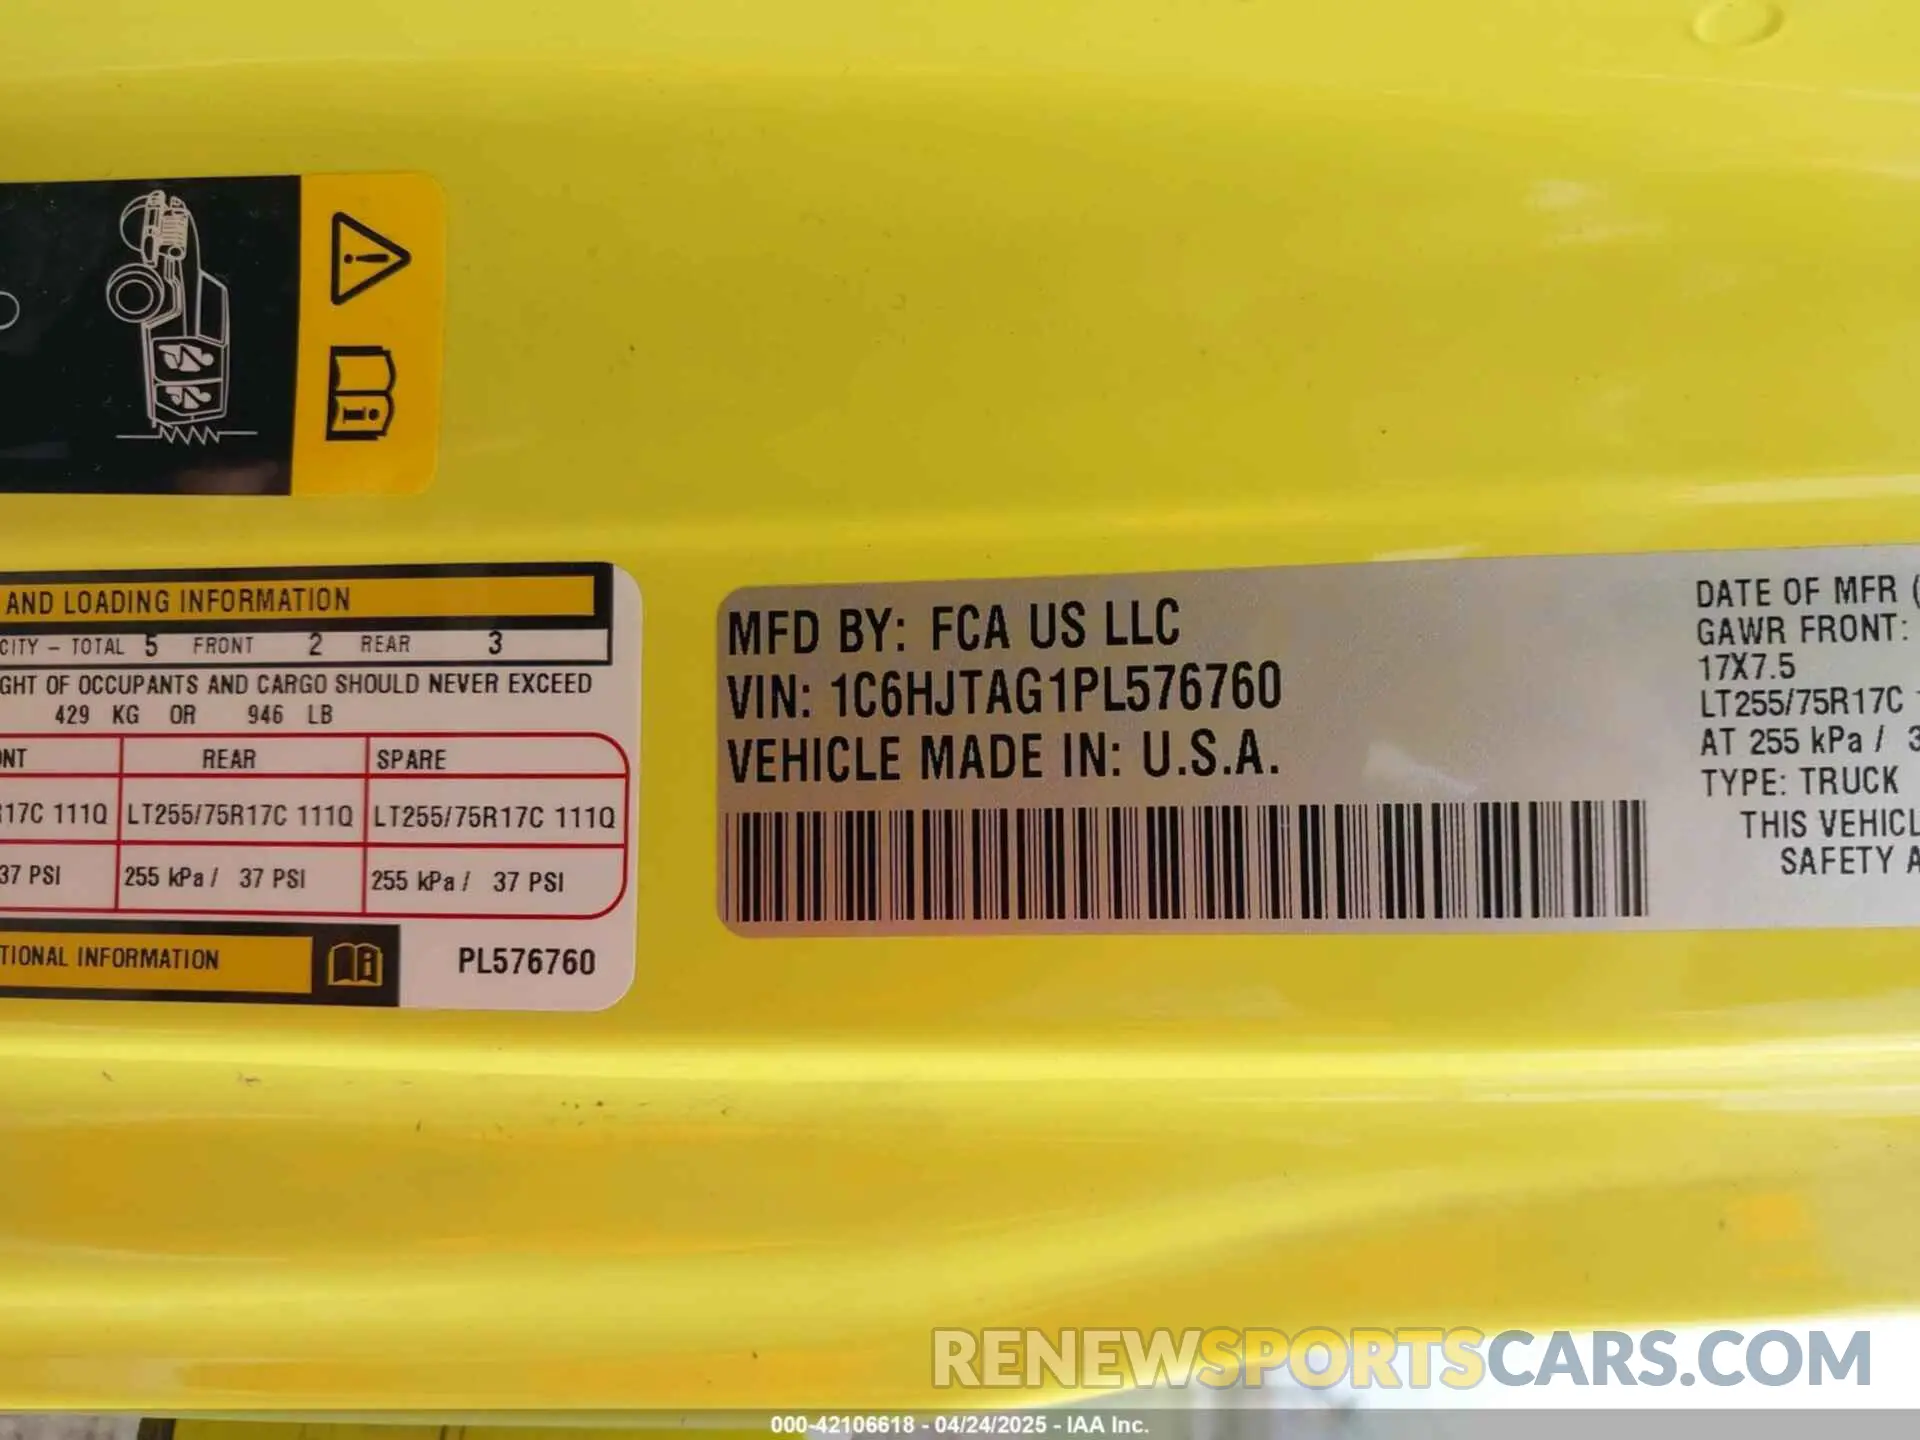 AND LOADING INFORMATION
CITY - TOTAL 5 FRONT 2 REAR 3
GHT OF OCCUPANTS AND CARGO SHOULD NEVER EXCEED
429 KG OR 946 LB
NT REAR SPARE
17C 111Q LT255/75R17C 111Q LT255/75R17C 111Q
37 PSI 255 kPa / 37 PSI 255 kPa / 37 PSI
TIONAL INFORMATION
PL576760
MFD BY: FCA US LLC
VIN: 1C6HJTAG1PL576760
VEHICLE MADE IN: U.S.A.
DATE OF MFR (
GAWR FRONT:
17X7.5
LT255/75R17C
AT 255 kPa / 3
TYPE: TRUCK
THIS VEHICL
SAFETY A
RENEWSPORTSCARS.COM
000-42106618 - 04/24/2025 - IAA Inc.